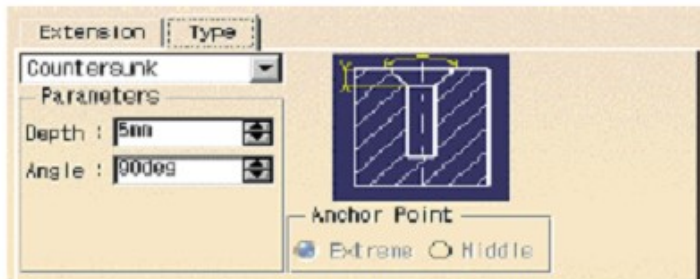 Extension Type
Countersunk
Parameters
Depth : 5mm
Angle : 90deg
Anchor Point
Extreme Middle